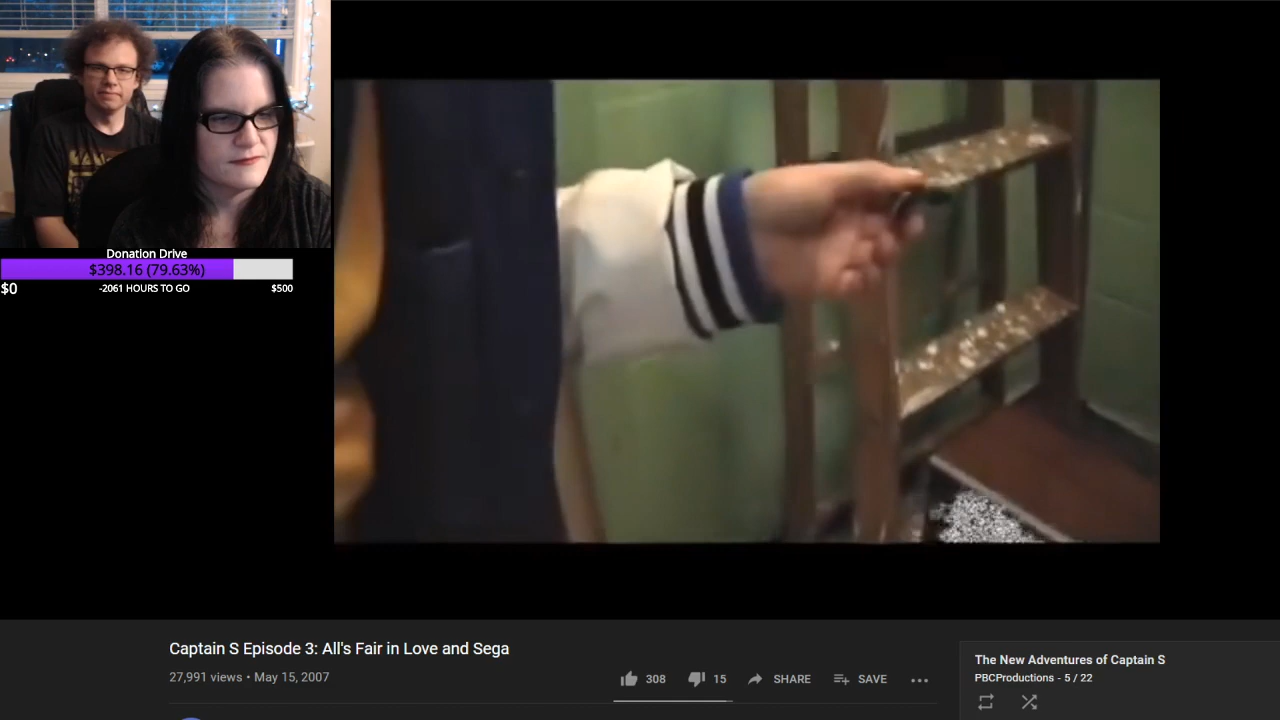 Donation Drive
$398.16 (79.63%)
$0
-2061 HOURS TO GO
$500
Captain S Episode 3: All's Fair in Love and Sega
27,991 views • May 15, 2007
308
15
SHARE
SAVE
The New Adventures of Captain S
PBCProductions - 5 / 22